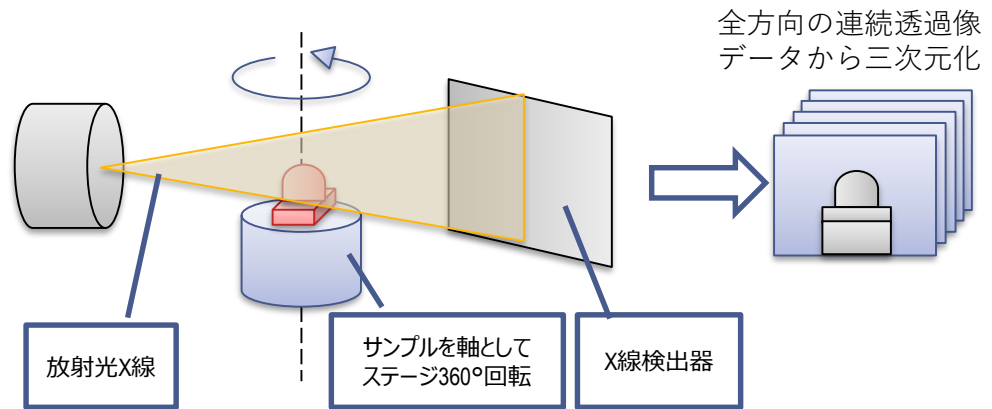 全方向の連続透過像
データから三次元化
放射光X線
サンプルを軸として
ステージ360°回転
X線検出器